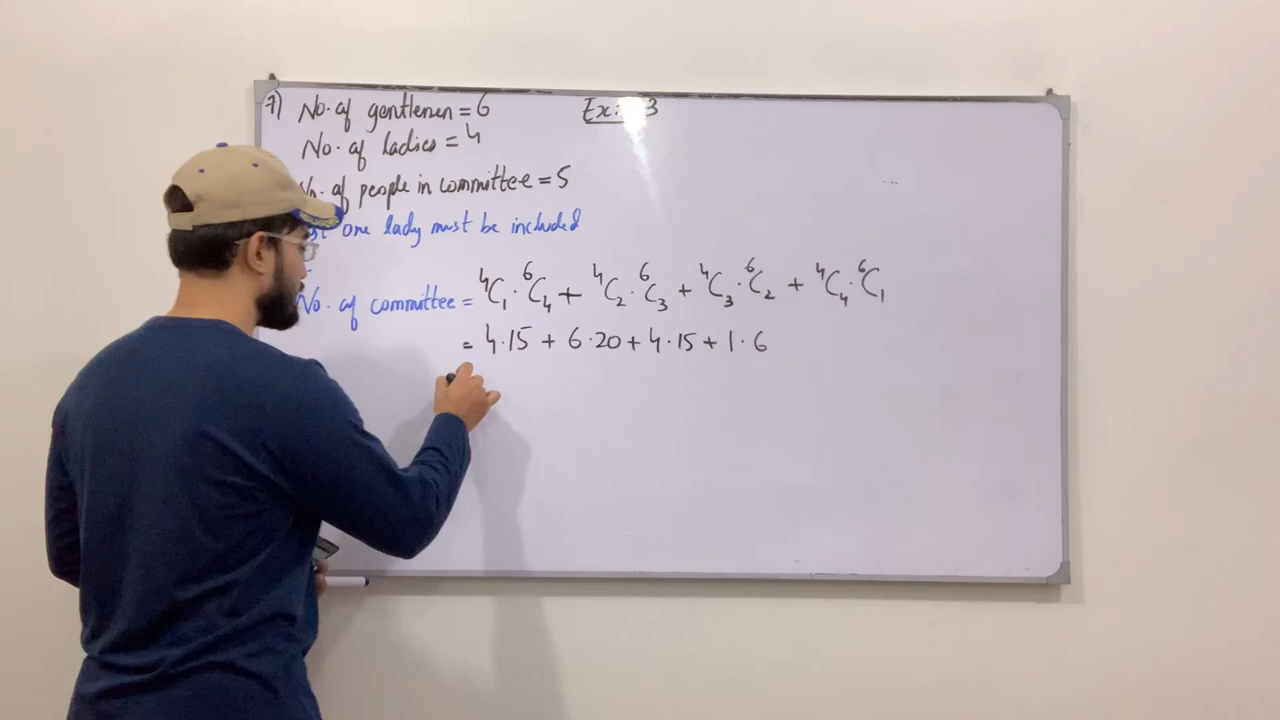 7) No. of gentlemen = 6
Ex: 3
No. of ladies = 4
No. of people in committee = 5
one lady must be included
No. of committee = ⁴C₁·⁶C₄ + ⁴C₂·⁶C₃ + ⁴C₃·⁶C₂ + ⁴C₄·⁶C₁
= 4·15 + 6·20 + 4·15 + 1·6